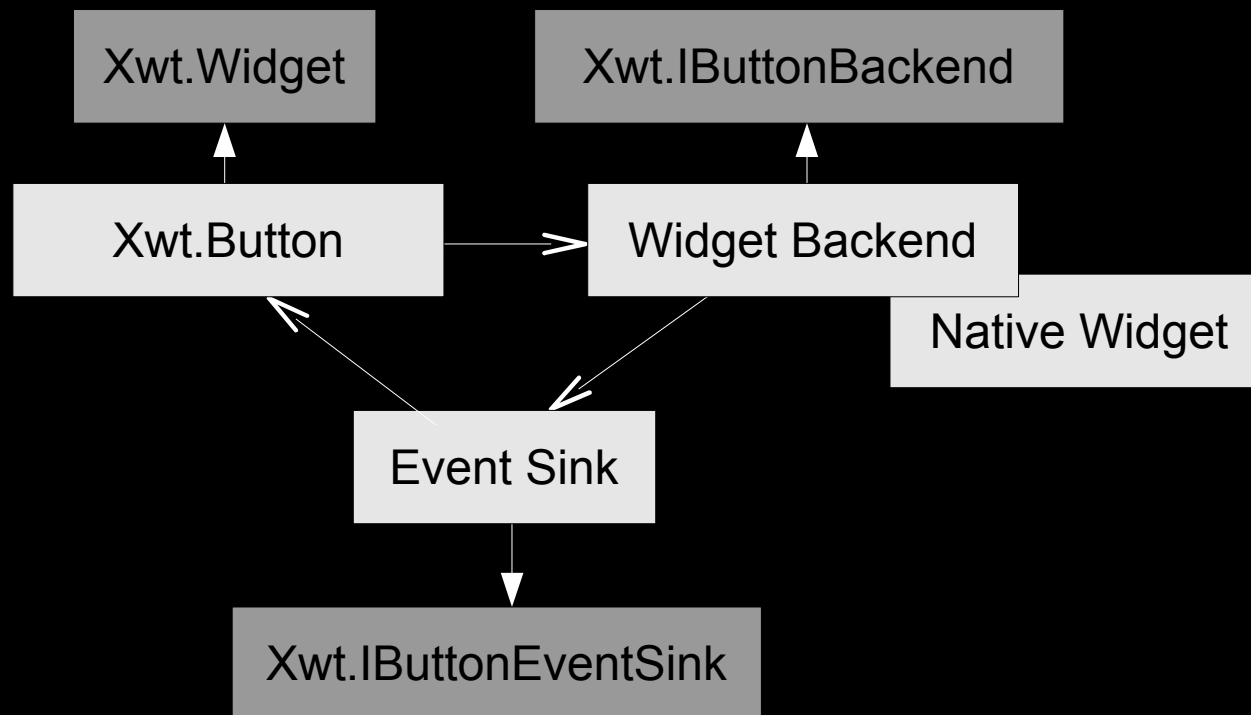 Xwt.Widget
Xwt.IButtonBackend
Xwt.Button
Widget Backend
Native Widget
Event Sink
Xwt.IButtonEventSink